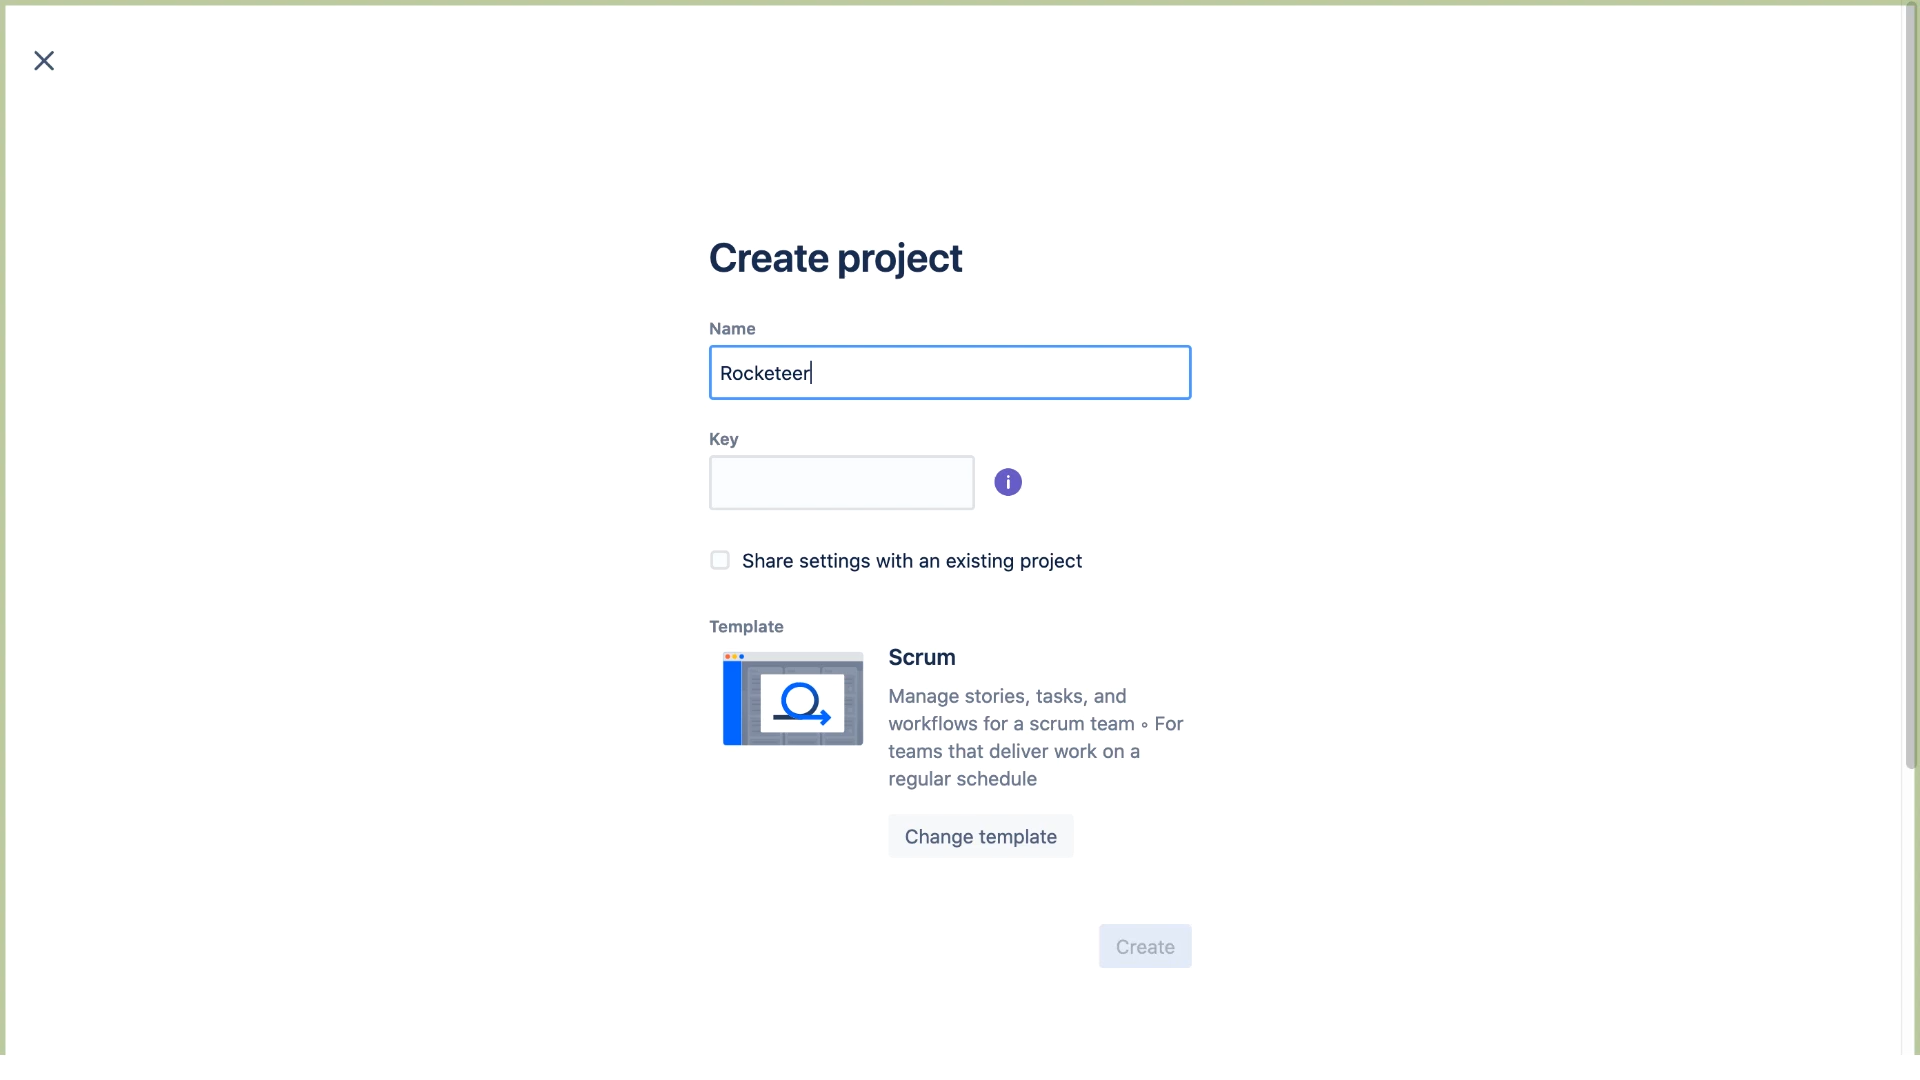 Create project
Name
Rocketeer
Key
i
Share settings with an existing project
Template
Scrum
Manage stories, tasks, and
workflows for a scrum team ∘ For
teams that deliver work on a
regular schedule
Change template
Create